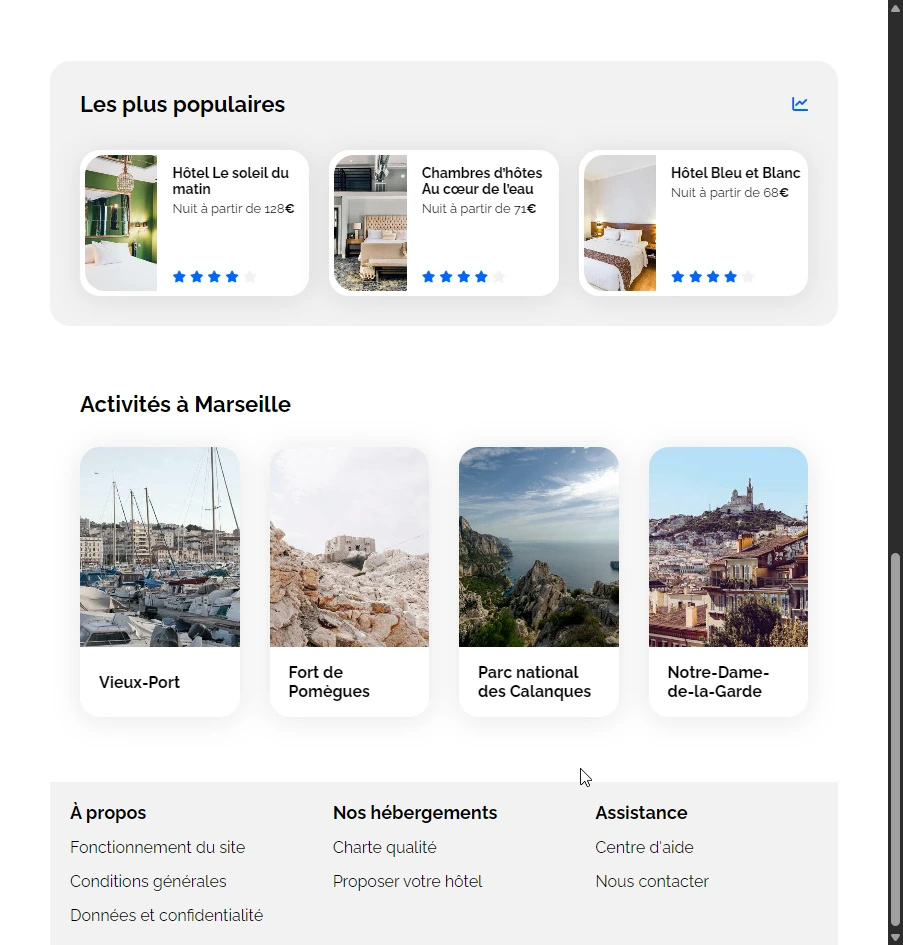 Les plus populaires
Hôtel Le soleil du
matin
Nuit à partir de 128€
Chambres d'hôtes
Au cœur de l'eau
Nuit à partir de 71€
Hôtel Bleu et Blanc
Nuit à partir de 68€
Activités à Marseille
Vieux-Port
Fort de
Pomègues
Parc national
des Calanques
Notre-Dame-
de-la-Garde
À propos
Fonctionnement du site
Conditions générales
Données et confidentialité
Nos hébergements
Charte qualité
Proposer votre hôtel
Assistance
Centre d'aide
Nous contacter